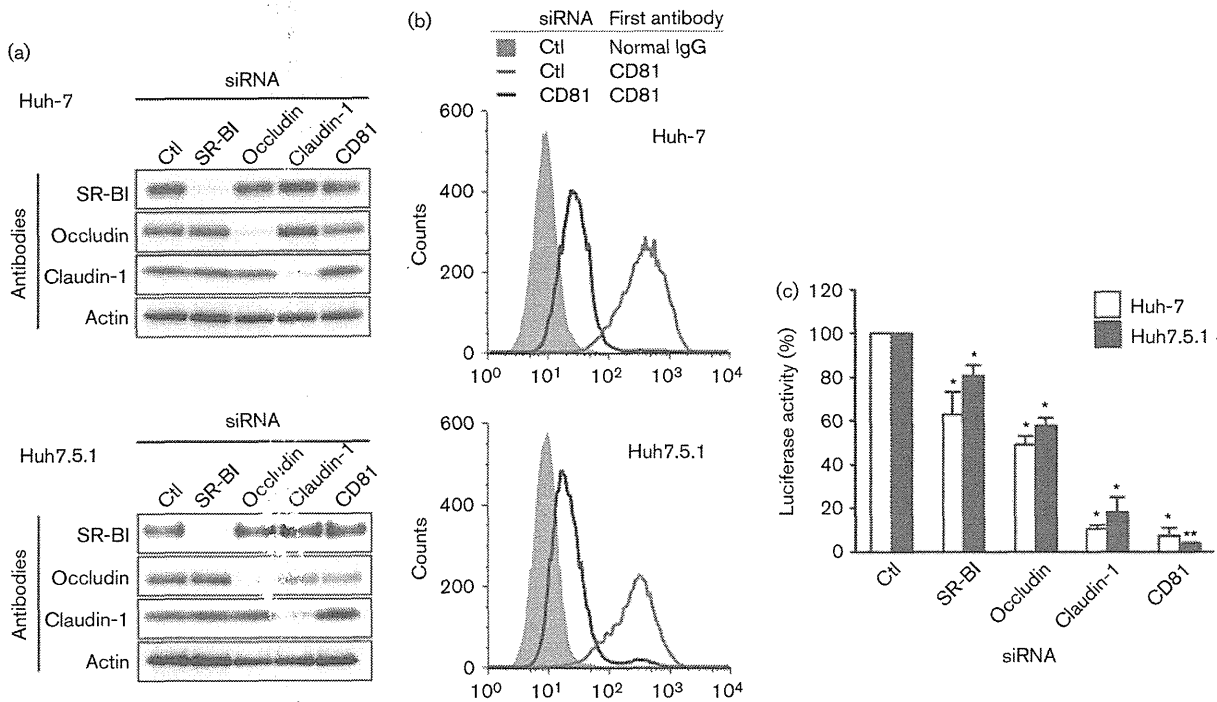 (a)
siRNA
Huh-7
Ctl SR-BI Occludin Claudin-1 CD81
Antibodies
SR-BI
Occludin
Claudin-1
Actin
siRNA
Huh7.5.1
Ctl SR-BI Occludin Claudin-1 CD81
Antibodies
SR-BI
Occludin
Claudin-1
Actin
(b)
siRNA First antibody
Ctl Normal IgG
Ctl CD81
CD81 CD81
Huh-7
Counts
600
400
200
0
10⁰ 10¹ 10² 10³ 10⁴
Huh7.5.1
Counts
600
400
200
0
10⁰ 10¹ 10² 10³ 10⁴
(c)
Huh-7
Huh7.5.1
Luciferase activity (%)
120
100
80
60
40
20
0
* * * * * * * **
Ctl SR-BI Occludin Claudin-1 CD81
siRNA